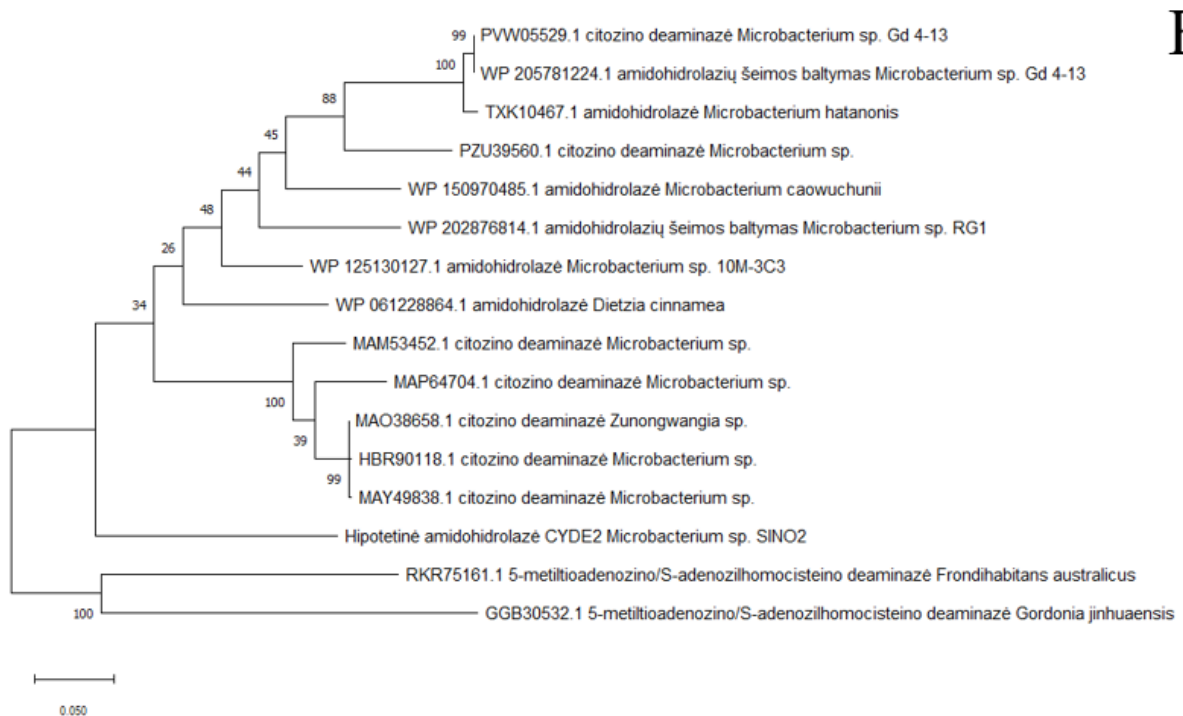 99
PVW05529.1 citozino deaminazė Microbacterium sp. Gd 4-13
100
WP 205781224.1 amidohidrolazių šeimos baltymas Microbacterium sp. Gd 4-13
88
TXK10467.1 amidohidrolazė Microbacterium hatanonis
45
PZU39560.1 citozino deaminazė Microbacterium sp.
44
WP 150970485.1 amidohidrolazė Microbacterium caowuchunii
48
WP 202876814.1 amidohidrolazių šeimos baltymas Microbacterium sp. RG1
26
WP 125130127.1 amidohidrolazė Microbacterium sp. 10M-3C3
34
WP 061228864.1 amidohidrolazė Dietzia cinnamea
MAM53452.1 citozino deaminazė Microbacterium sp.
MAP64704.1 citozino deaminazė Microbacterium sp.
100
MAO38658.1 citozino deaminazė Zunongwangia sp.
39
HBR90118.1 citozino deaminazė Microbacterium sp.
99
MAY49838.1 citozino deaminazė Microbacterium sp.
Hipotetinė amidohidrolazė CYDE2 Microbacterium sp. SINO2
RKR75161.1 5-metiltioadenozino/S-adenozilhomocisteino deaminazė Frondihabitans australicus
100
GGB30532.1 5-metiltioadenozino/S-adenozilhomocisteino deaminazė Gordonia jinhuaensis
0.050